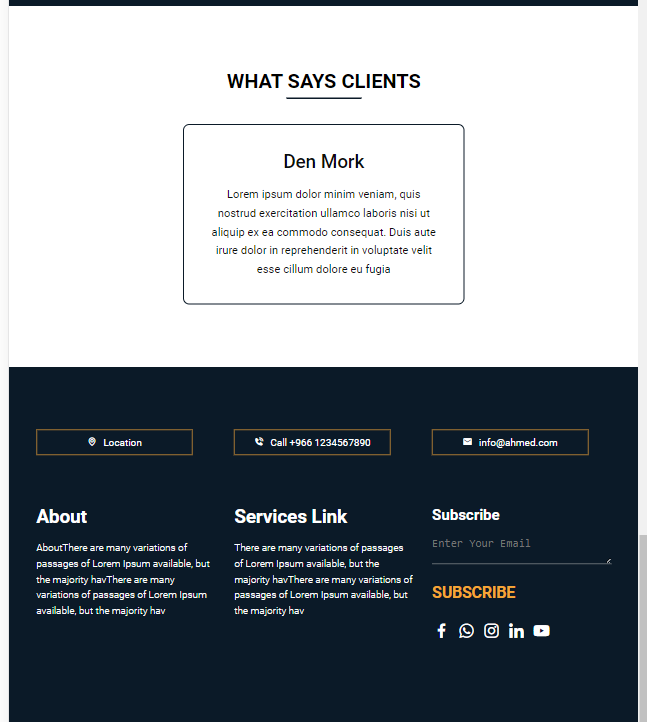 WHAT SAYS CLIENTS
Den Mork
Lorem ipsum dolor minim veniam, quis
nostrud exercitation ullamco laboris nisi ut
aliquip ex ea commodo consequat. Duis aute
irure dolor in reprehenderit in voluptate velit
esse cillum dolore eu fugia
Location
Call +966 1234567890
info@ahmed.com
About
AboutThere are many variations of
passages of Lorem Ipsum available, but
the majority havThere are many
variations of passages of Lorem Ipsum
available, but the majority hav
Services Link
There are many variations of passages
of Lorem Ipsum available, but the
majority havThere are many variations of
passages of Lorem Ipsum available, but
the majority hav
Subscribe
Enter Your Email
SUBSCRIBE